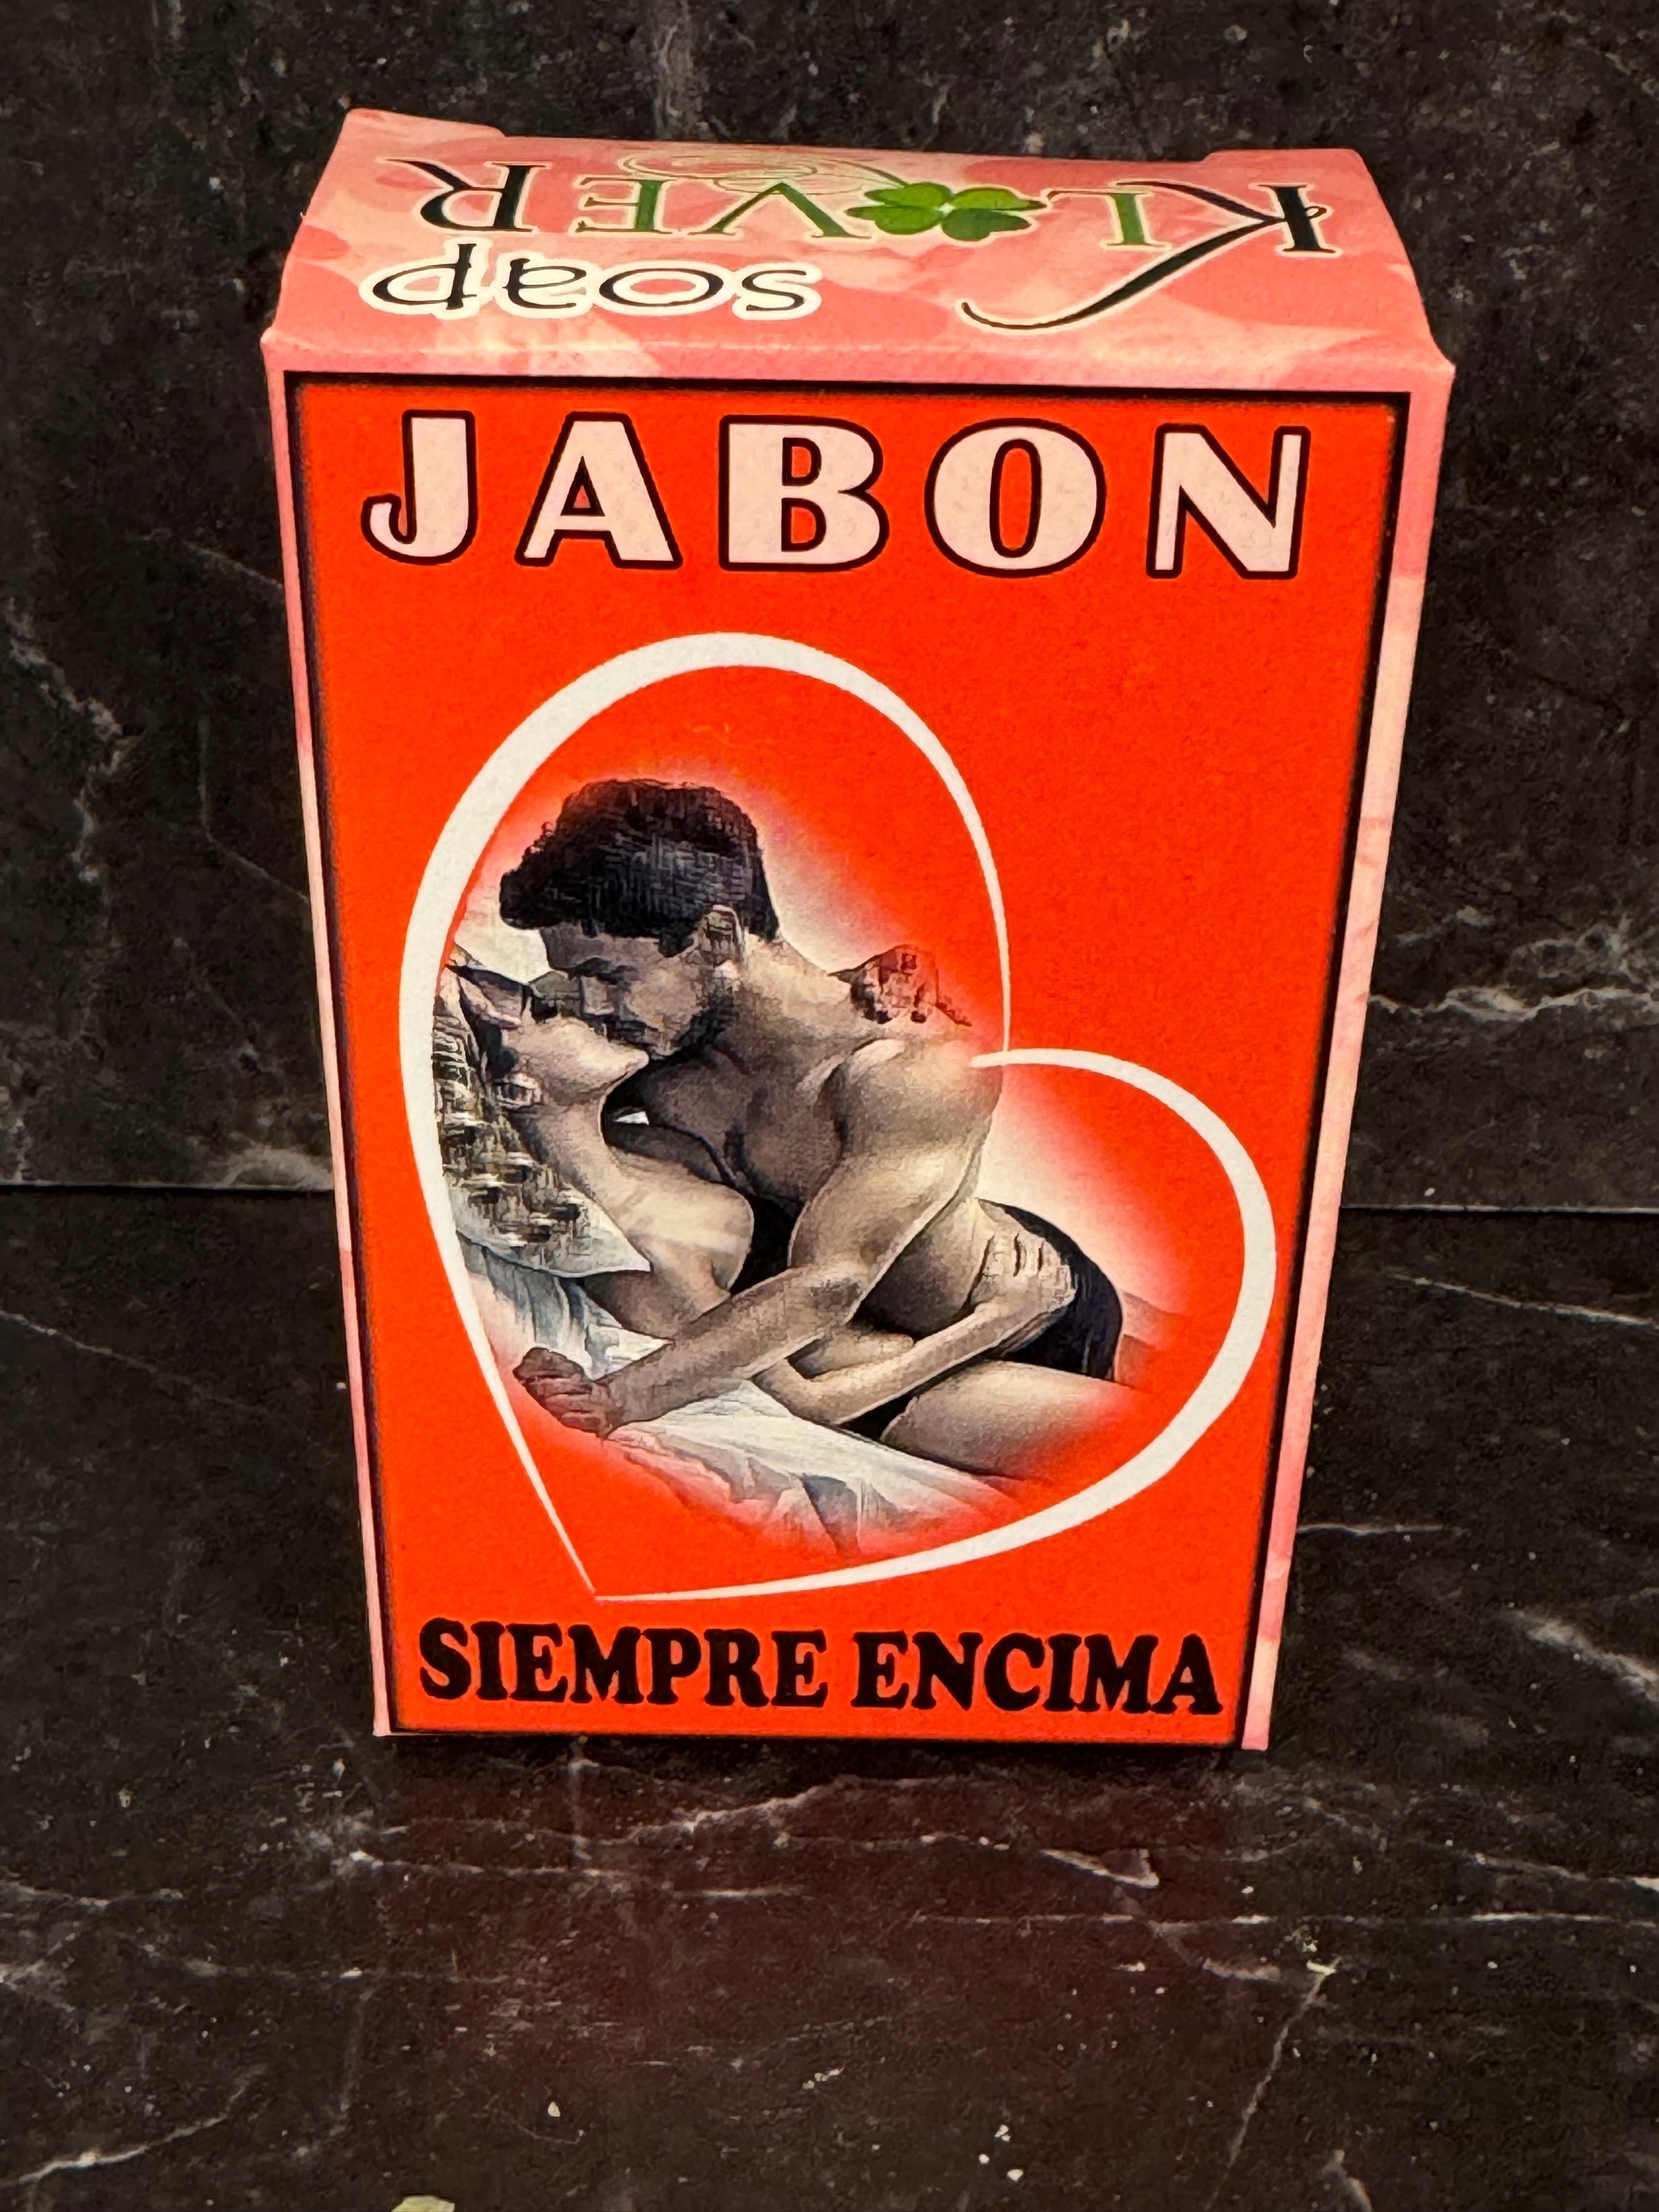 KLOVER
soap
JABON
SIEMPRE ENCIMA